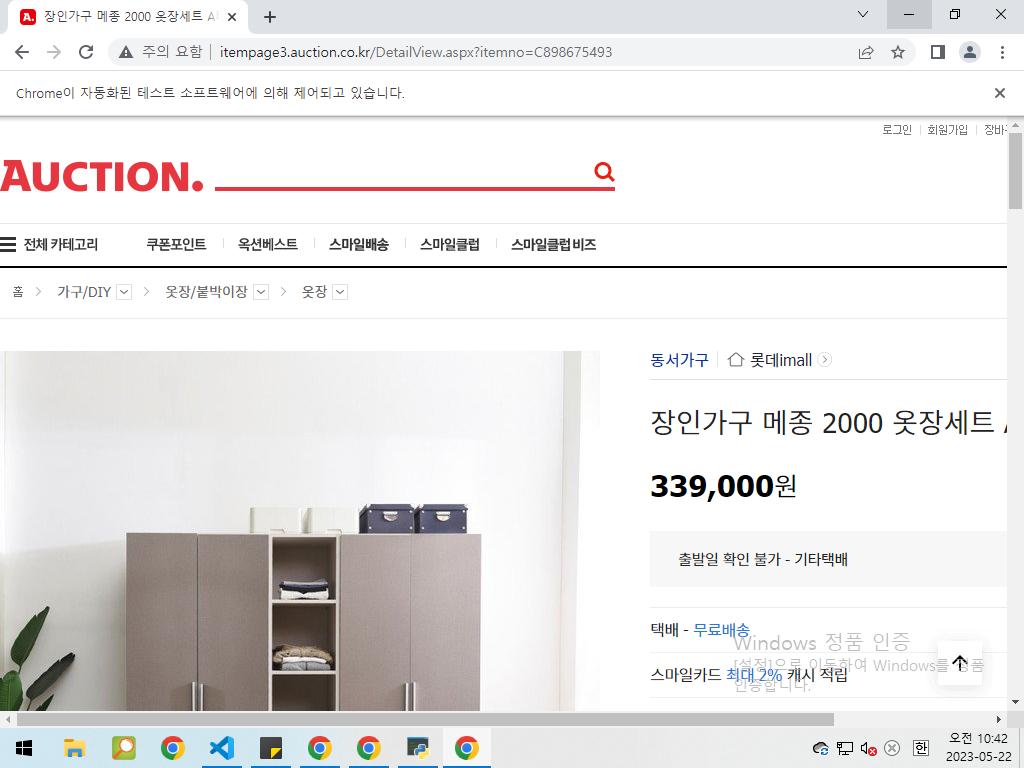 장인가구 메종 2000 옷장세트 A
주의 요함 itempage3.auction.co.kr/DetailView.aspx?itemno=C898675493
Chrome이 자동화된 테스트 소프트웨어에 의해 제어되고 있습니다.
로그인 회원가입 장바
AUCTION.
전체 카테고리 쿠폰포인트 옥션베스트 스마일배송 스마일클럽 스마일클럽 비즈
홈 가구/DIY 옷장/붙박이장 옷장
동서가구 롯데imall
장인가구 메종 2000 옷장세트
339,000원
출발일 확인 불가 - 기타택배
택배 - 무료배송
Windows 정품 인증
[설정]으로 이동하여 Windows를 정품
인증합니다.
스마일카드 최대 2% 캐시 적립
한
오전 10:42
2023-05-22